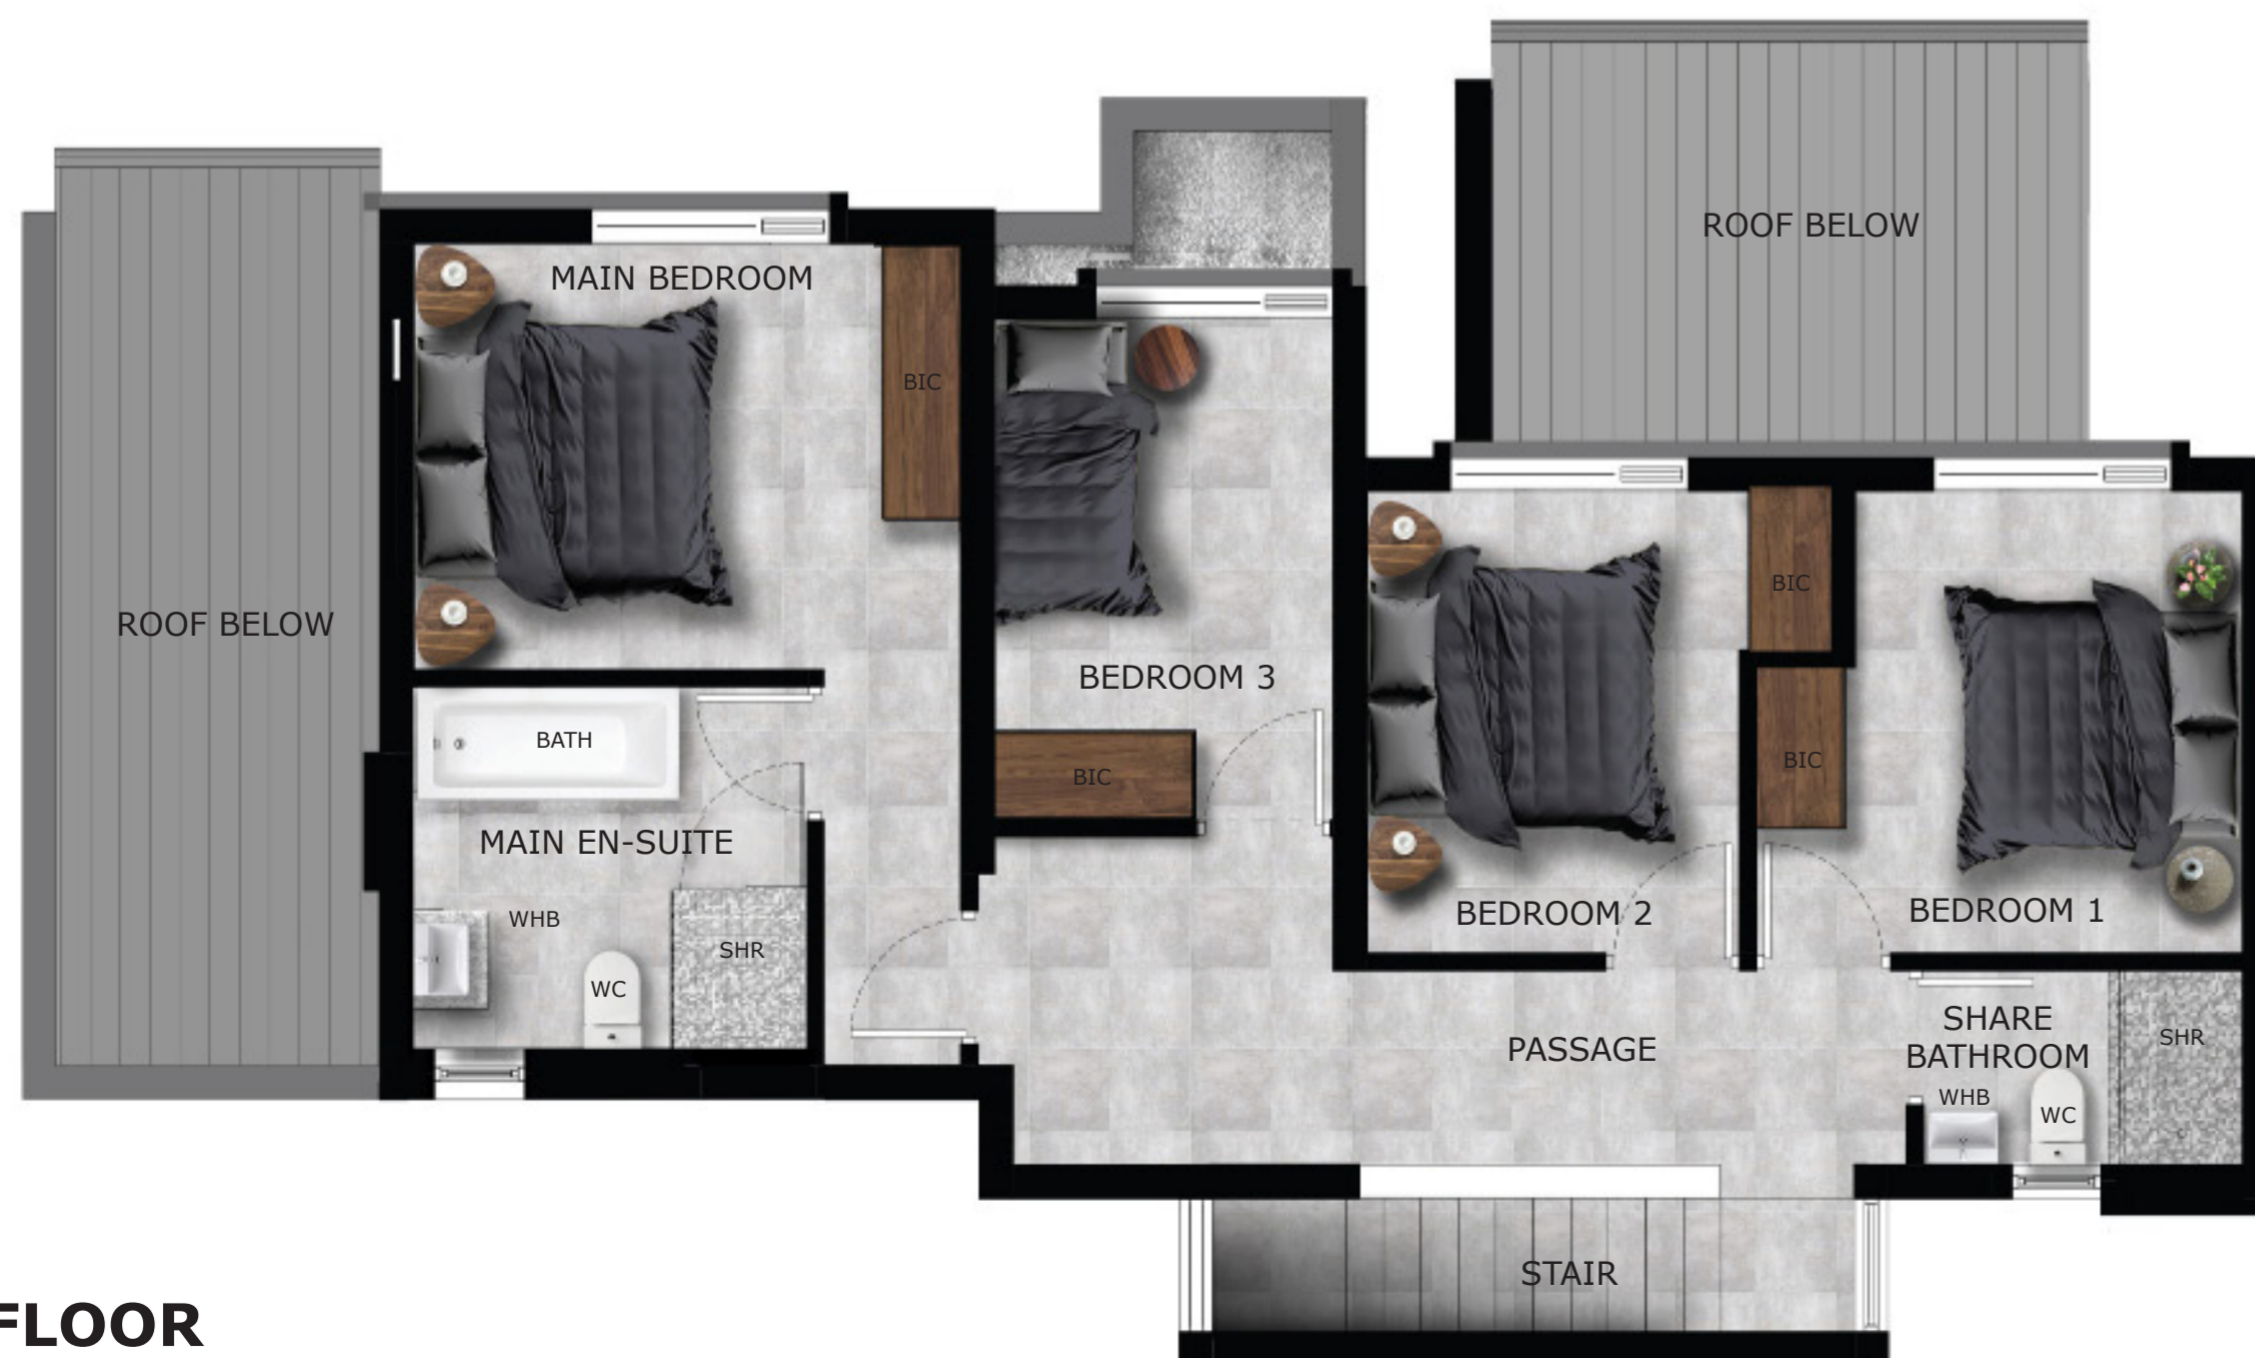 ROOF BELOW
MAIN BEDROOM
BIC
BIC
BIC
ROOF BELOW
BEDROOM 3
BATH
BIC
MAIN EN-SUITE
BEDROOM 2
BEDROOM 1
WHB
SHR
WC
PASSAGE
SHARE
BATHROOM
SHR
WHB
WC
STAIR
FLOOR